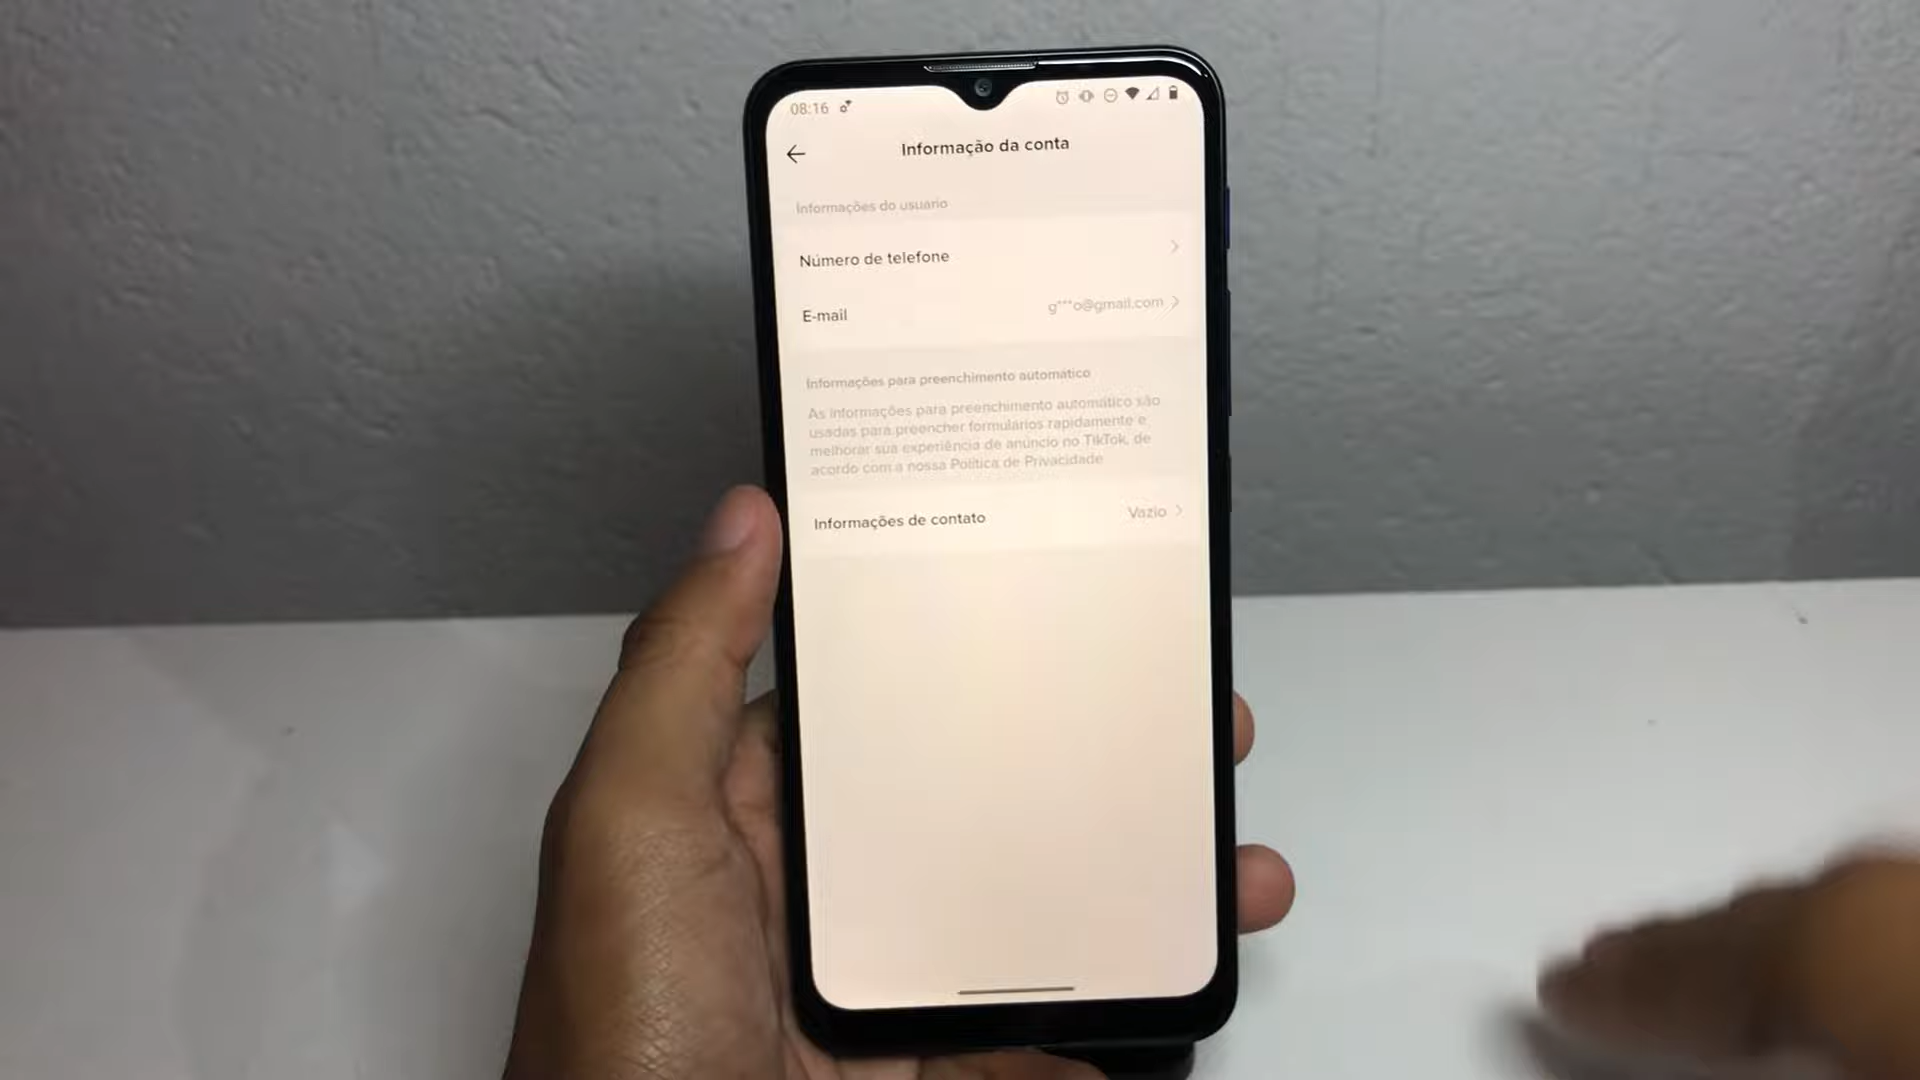 08:16
Informação da conta
Informações do usuário
Número de telefone
E-mail g***o@gmail.com
Informações para preenchimento automático
As informações para preenchimento automático são
usadas para preencher formulários rapidamente e
melhorar sua experiência de anúncio no TikTok, de
acordo com a nossa Política de Privacidade
Informações de contato Vazio